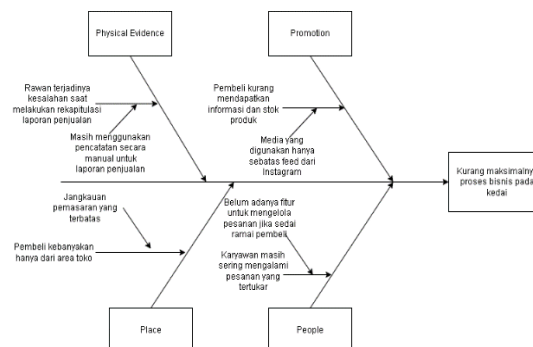 Physical Evidence
Promotion
Rawan terjadinya
kesalahan saat
melakukan rekapitulasi
laporan penjualan
Masih menggunakan
pencatatan secara
manual untuk
laporan penjualan
Pembeli kurang
mendapatkan
informasi dan stok
produk
Media yang
digunakan hanya
sebatas feed dari
Instagram
Kurang maksimalny
proses bisnis pada
kedai
Jangkauan
pemasaran yang
terbatas
Pembeli kebanyakan
hanya dari area toko
Belum adanya fitur
untuk mengelola
pesanan jika sedai
ramai pembeli
Karyawan masih
sering mengalami
pesanan yang
tertukar
Place
People